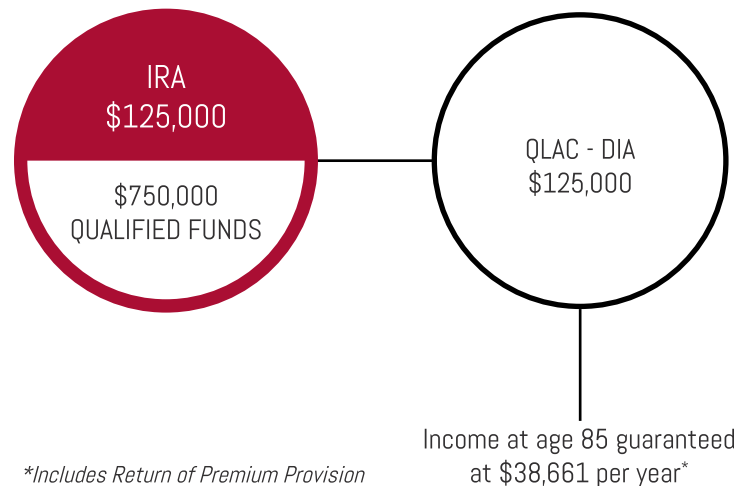 IRA
$125,000
$750,000
QUALIFIED FUNDS
QLAC - DIA
$125,000
Income at age 85 guaranteed
at $38,661 per year*
*Includes Return of Premium Provision